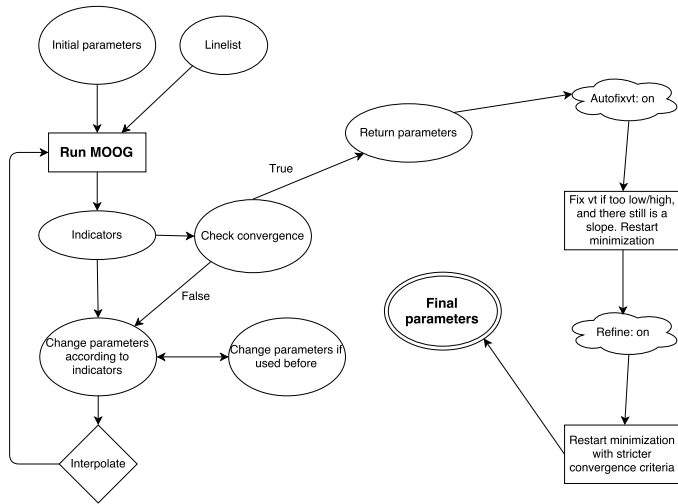 Initial parameters
Linelist
Run MOOG
Indicators
Check convergence
True
False
Return parameters
Autofixvt: on
Fix vt if too low/high,
and there still is a
slope. Restart
minimization
Change parameters
according to
indicators
Change parameters if
used before
Interpolate
Refine: on
Restart minimization
with stricter
convergence criteria
Final
parameters